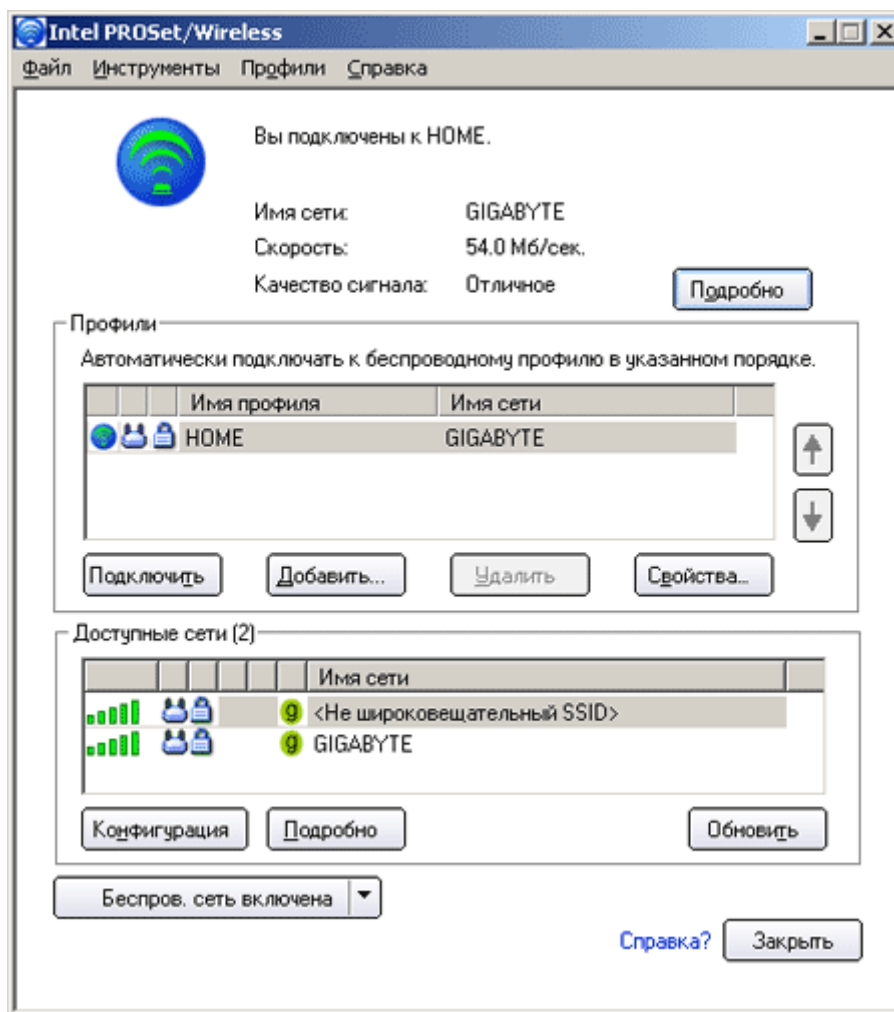 Intel PROSet/Wireless
Файл Инструменты Профили Справка
Вы подключены к HOME.
Имя сети: GIGABYTE
Скорость: 54.0 Мб/сек.
Качество сигнала: Отличное
Подробно
Профили
Автоматически подключать к беспроводному профилю в указанном порядке.
Имя профиля Имя сети
HOME GIGABYTE
Подключить Добавить... Удалить Свойства...
Доступные сети (2)
Имя сети
g <Не широковещательный SSID>
g GIGABYTE
Конфигурация Подробно Обновить
Беспров. сеть включена
Справка? Закрыть